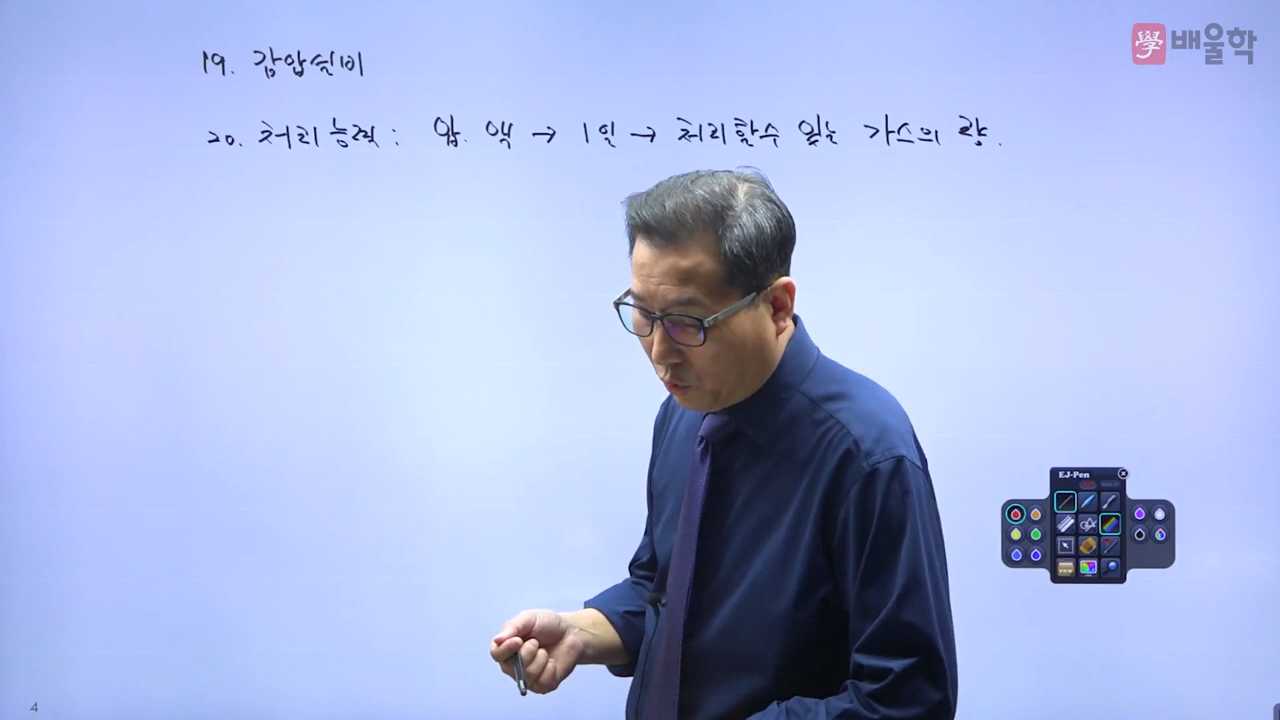 學 배울학
19. 감압설비
20. 처리능력 : 압. 액 → 1일 → 처리할수 있는 가스의 량.
EJ-Pen
4